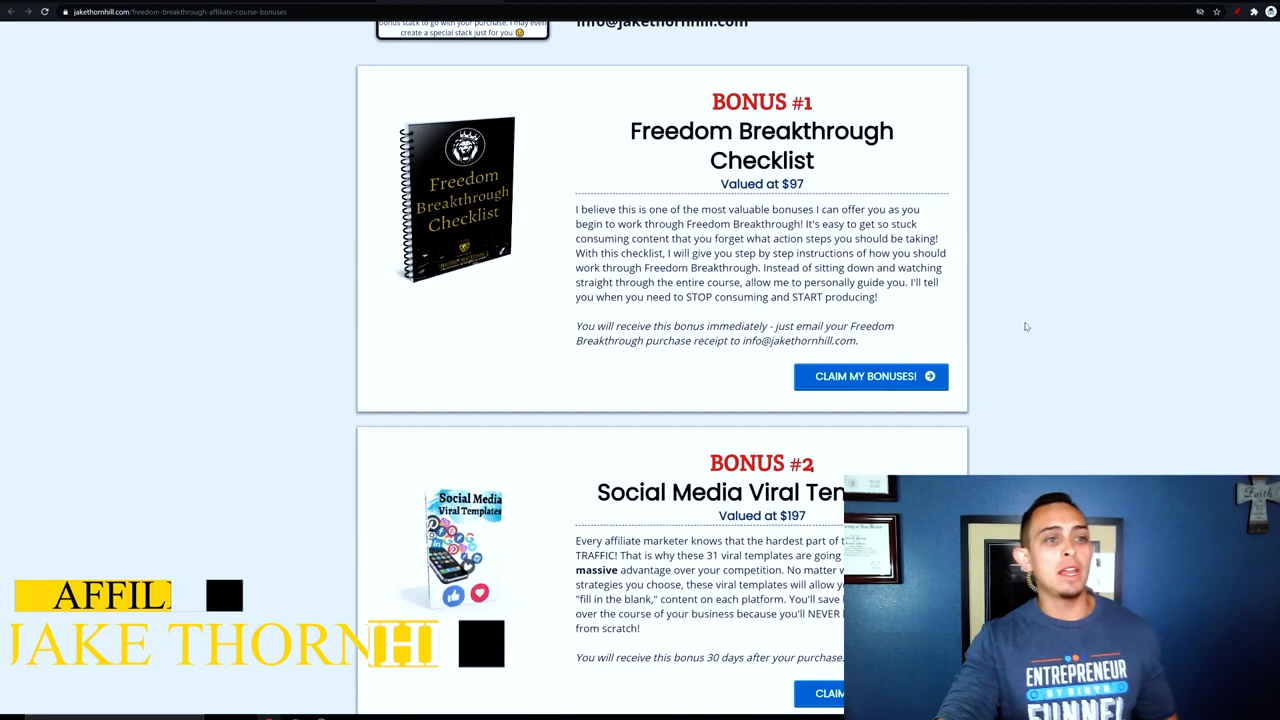 jakethornhill.com/freedom-breakthrough-affiliate-course-bonuses
bonus stack to go with your purchase. I may even
create a special stack just for you
info@jakethornhill.com
BONUS #1
Freedom Breakthrough
Checklist
Valued at $97
Freedom
Breakthrough
Checklist
I believe this is one of the most valuable bonuses I can offer you as you
begin to work through Freedom Breakthrough! It's easy to get so stuck
consuming content that you forget what action steps you should be taking!
With this checklist, I will give you step by step instructions of how you should
work through Freedom Breakthrough. Instead of sitting down and watching
straight through the entire course, allow me to personally guide you. I'll tell
you when you need to STOP consuming and START producing!
You will receive this bonus immediately - just email your Freedom
Breakthrough purchase receipt to info@jakethornhill.com.
CLAIM MY BONUSES!
BONUS #2
Social Media Viral Tem
Valued at $197
Social Media
Viral Templates
Every affiliate marketer knows that the hardest part of
TRAFFIC! That is why these 31 viral templates are going
massive advantage over your competition. No matter
strategies you choose, these viral templates will allow
"fill in the blank," content on each platform. You'll save
over the course of your business because you'll NEVER
from scratch!
You will receive this bonus 30 days after your purchase.
CLAIM
AFFIL
JAKE THORNHI
Faith
ENTREPRENEUR
BY BIRTH
FUNNEL